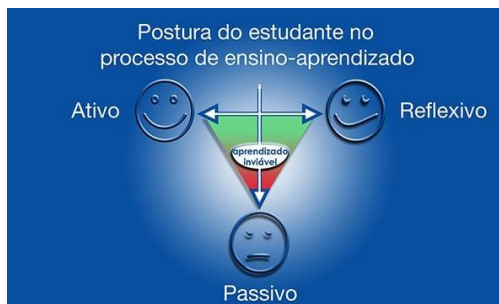 Postura do estudante no
processo de ensino-aprendizado
Ativo
Reflexivo
aprendizado
inviável
Passivo